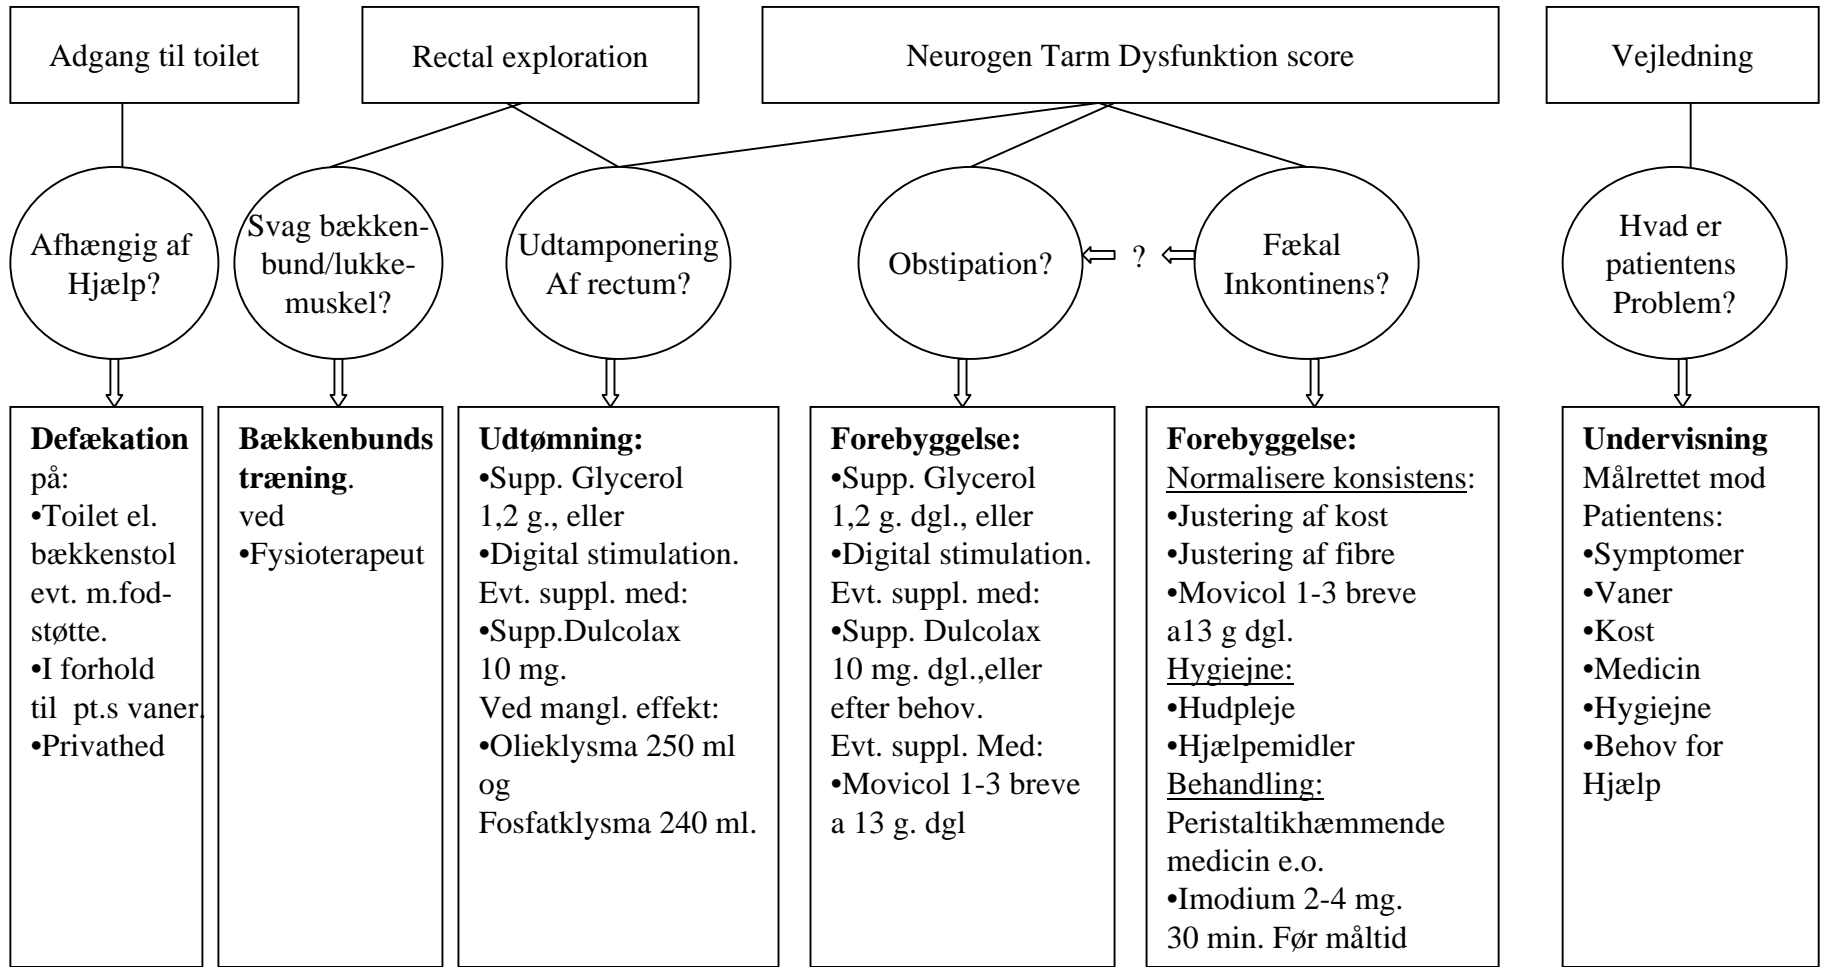 Adgang til toilet
Rectal exploration
Neurogen Tarm Dysfunktion score
Vejledning
Afhængig af
Hjælp?
Svag bækken-
bund/lukke-
muskel?
Udtamponering
Af rectum?
Obstipation?
?
Fækal
Inkontinens?
Hvad er
patientens
Problem?
Defækation
på:
•Toilet el.
bækkenstol
evt. m.fod-
støtte.
•I forhold
til pt.s vaner.
•Privathed
Bækkenbunds
træning.
ved
•Fysioterapeut
Udtømning:
•Supp. Glycerol
1,2 g., eller
•Digital stimulation.
Evt. suppl. med:
•Supp.Dulcolax
10 mg.
Ved mangl. effekt:
•Olieklysma 250 ml
og
Fosfatklysma 240 ml.
Forebyggelse:
•Supp. Glycerol
1,2 g. dgl., eller
•Digital stimulation.
Evt. suppl. med:
•Supp. Dulcolax
10 mg. dgl.,eller
efter behov.
Evt. suppl. Med:
•Movicol 1-3 breve
a 13 g. dgl
Forebyggelse:
Normalisere konsistens:
•Justering af kost
•Justering af fibre
•Movicol 1-3 breve
a13 g dgl.
Hygiejne:
•Hudpleje
•Hjælpemidler
Behandling:
Peristaltikhæmmende
medicin e.o.
•Imodium 2-4 mg.
30 min. Før måltid
Undervisning
Målrettet mod
Patientens:
•Symptomer
•Vaner
•Kost
•Medicin
•Hygiejne
•Behov for
Hjælp